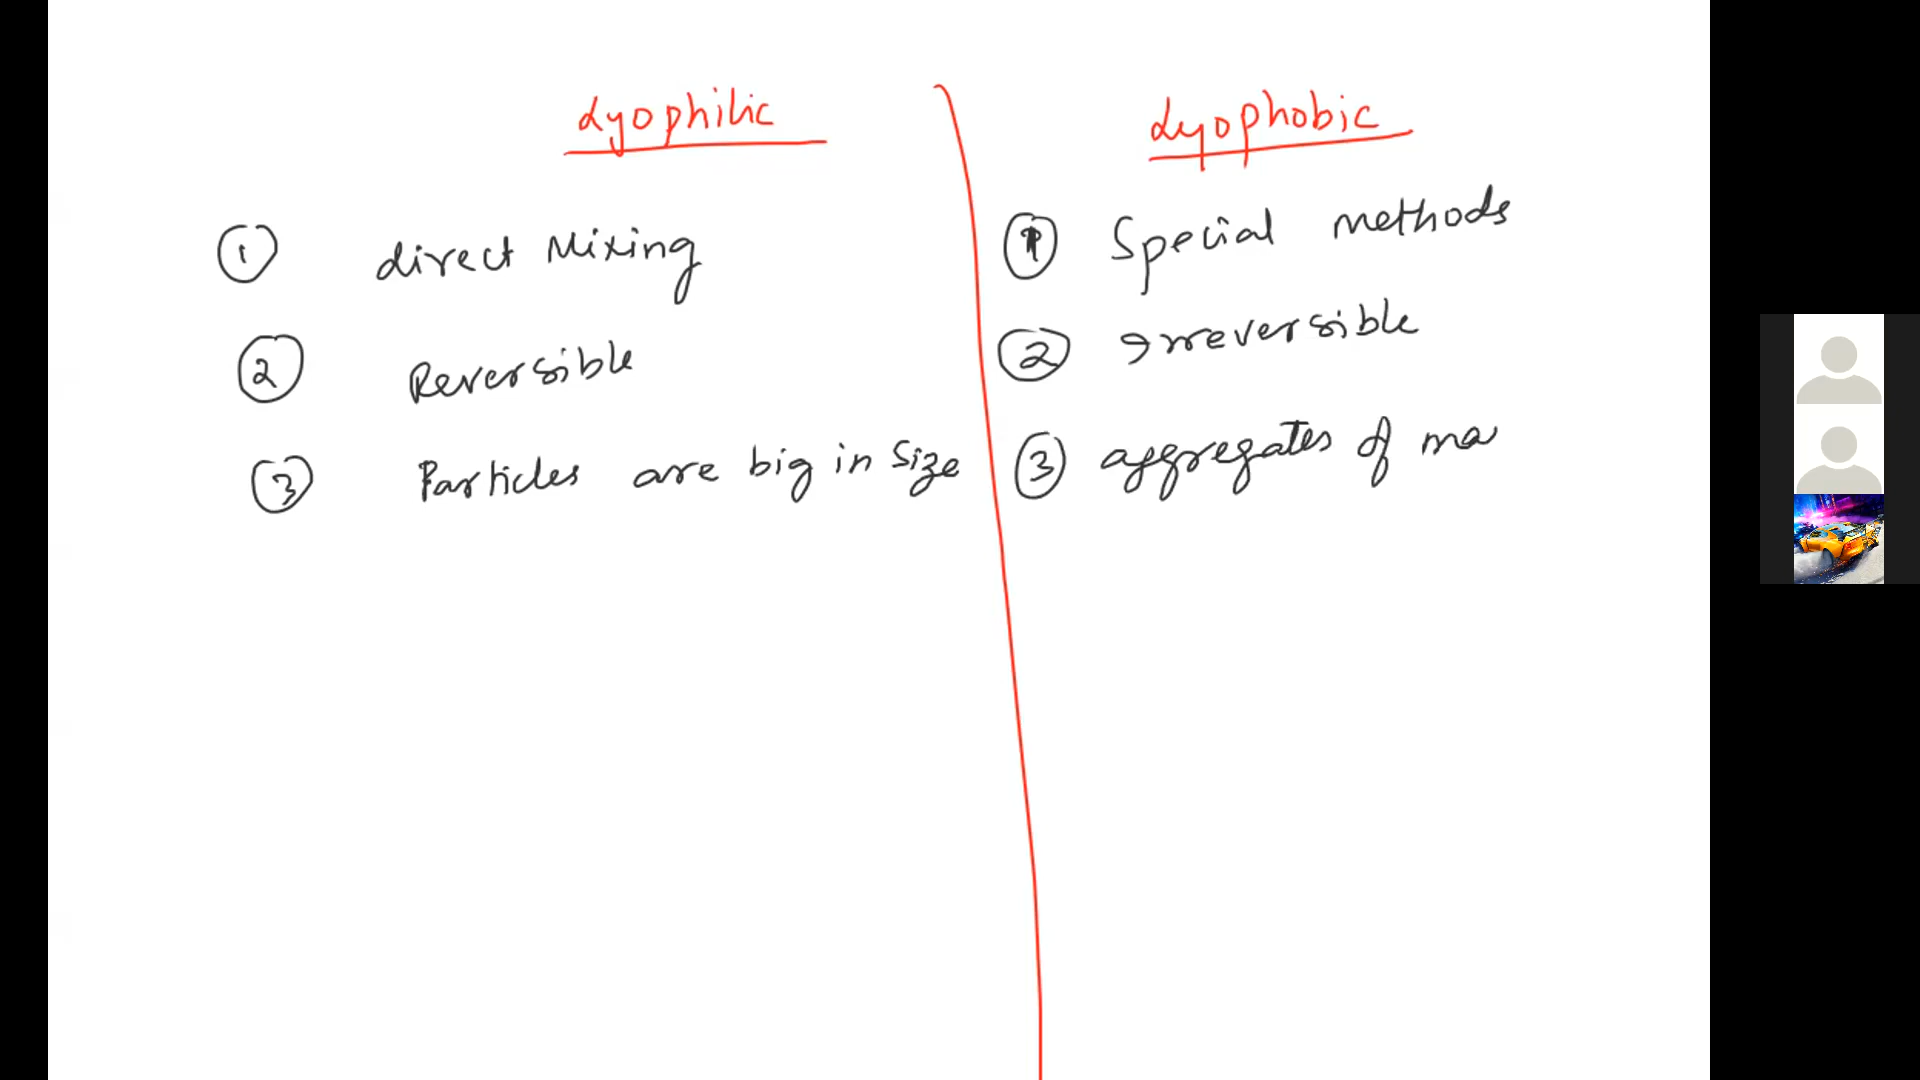 Lyophilic
Lyophobic
① direct Mixing
① Special methods
② Reversible
② Irreversible
③ Particles are big in Size
③ aggregates of ma